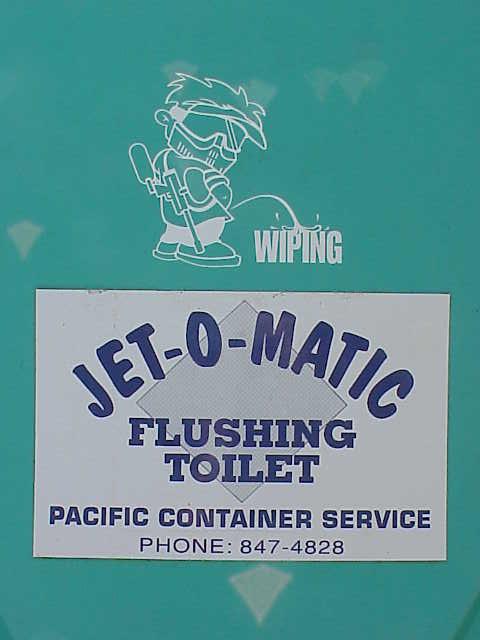 WIPING
JET-O-MATIC
FLUSHING
TOILET
PACIFIC CONTAINER SERVICE
PHONE: 847-4828